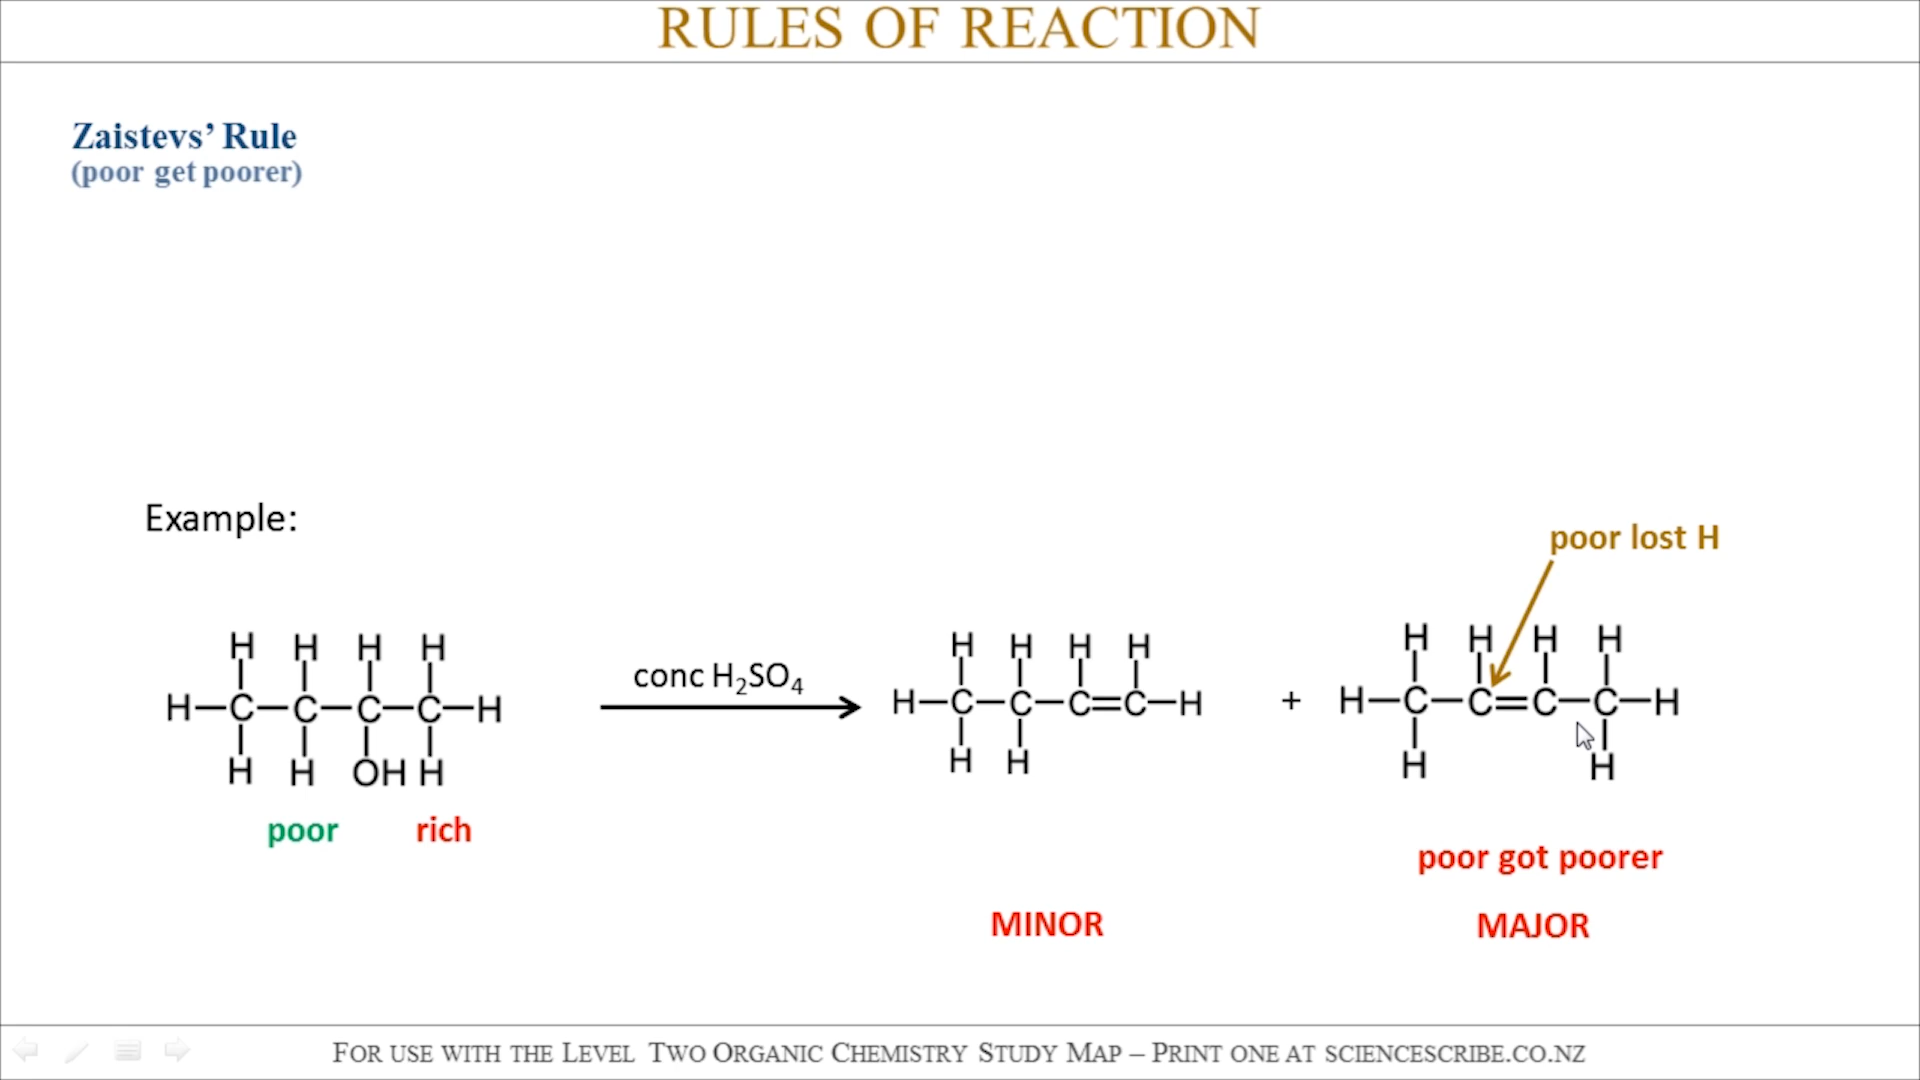 RULES OF REACTION
Zaistevs’ Rule
(poor get poorer)
Example:
poor lost H
H H H H
H–C–C–C–C–H
H H OH H
poor rich
conc H₂SO₄
H H H H
H–C–C–C=C–H
H H
+
H H H H
H–C–C=C–C–H
H H
poor got poorer
MINOR
MAJOR
FOR USE WITH THE LEVEL TWO ORGANIC CHEMISTRY STUDY MAP – PRINT ONE AT SCIENCESCRIBE.CO.NZ